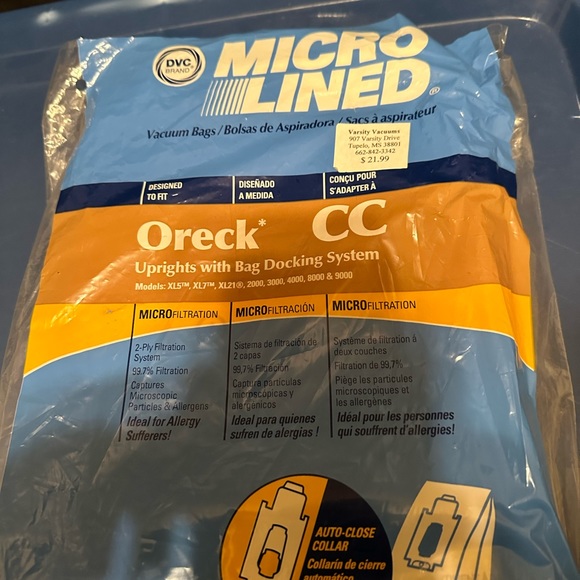 DVC
BRAND
MICRO
LINED®
Vacuum Bags / Bolsas de Aspiradora / Sacs à aspirateur
Varsity Vacuums
907 Varsity Drive
Tupelo, MS 38801
662-842-3342
$ 21.99
DESIGNED
TO FIT
DISEÑADO
A MEDIDA
CONÇU POUR
S'ADAPTER À
Oreck* CC
Uprights with Bag Docking System
Models: XL5™, XL7™, XL21®, 2000, 3000, 4000, 8000 & 9000
MICROFILTRATION
2-Ply Filtration
System
99.7% Filtration
Captures
Microscopic
Particles & Allergens
Ideal for Allergy
Sufferers!
MICROFILTRACIÓN
Sistema de filtración de
2 capas
99,7% Filtración
Captura partículas
microscópicas y
alergénicos
Ideal para quienes
sufren de alergias !
MICROFILTRATION
Système de filtration à
deux couches
Filtration de 99,7%
Piège les particules
microscopiques et
les allergènes
Idéal pour les personnes
qui souffrent d'allergies!
AUTO-CLOSE
COLLAR
Collarín de cierre
automático